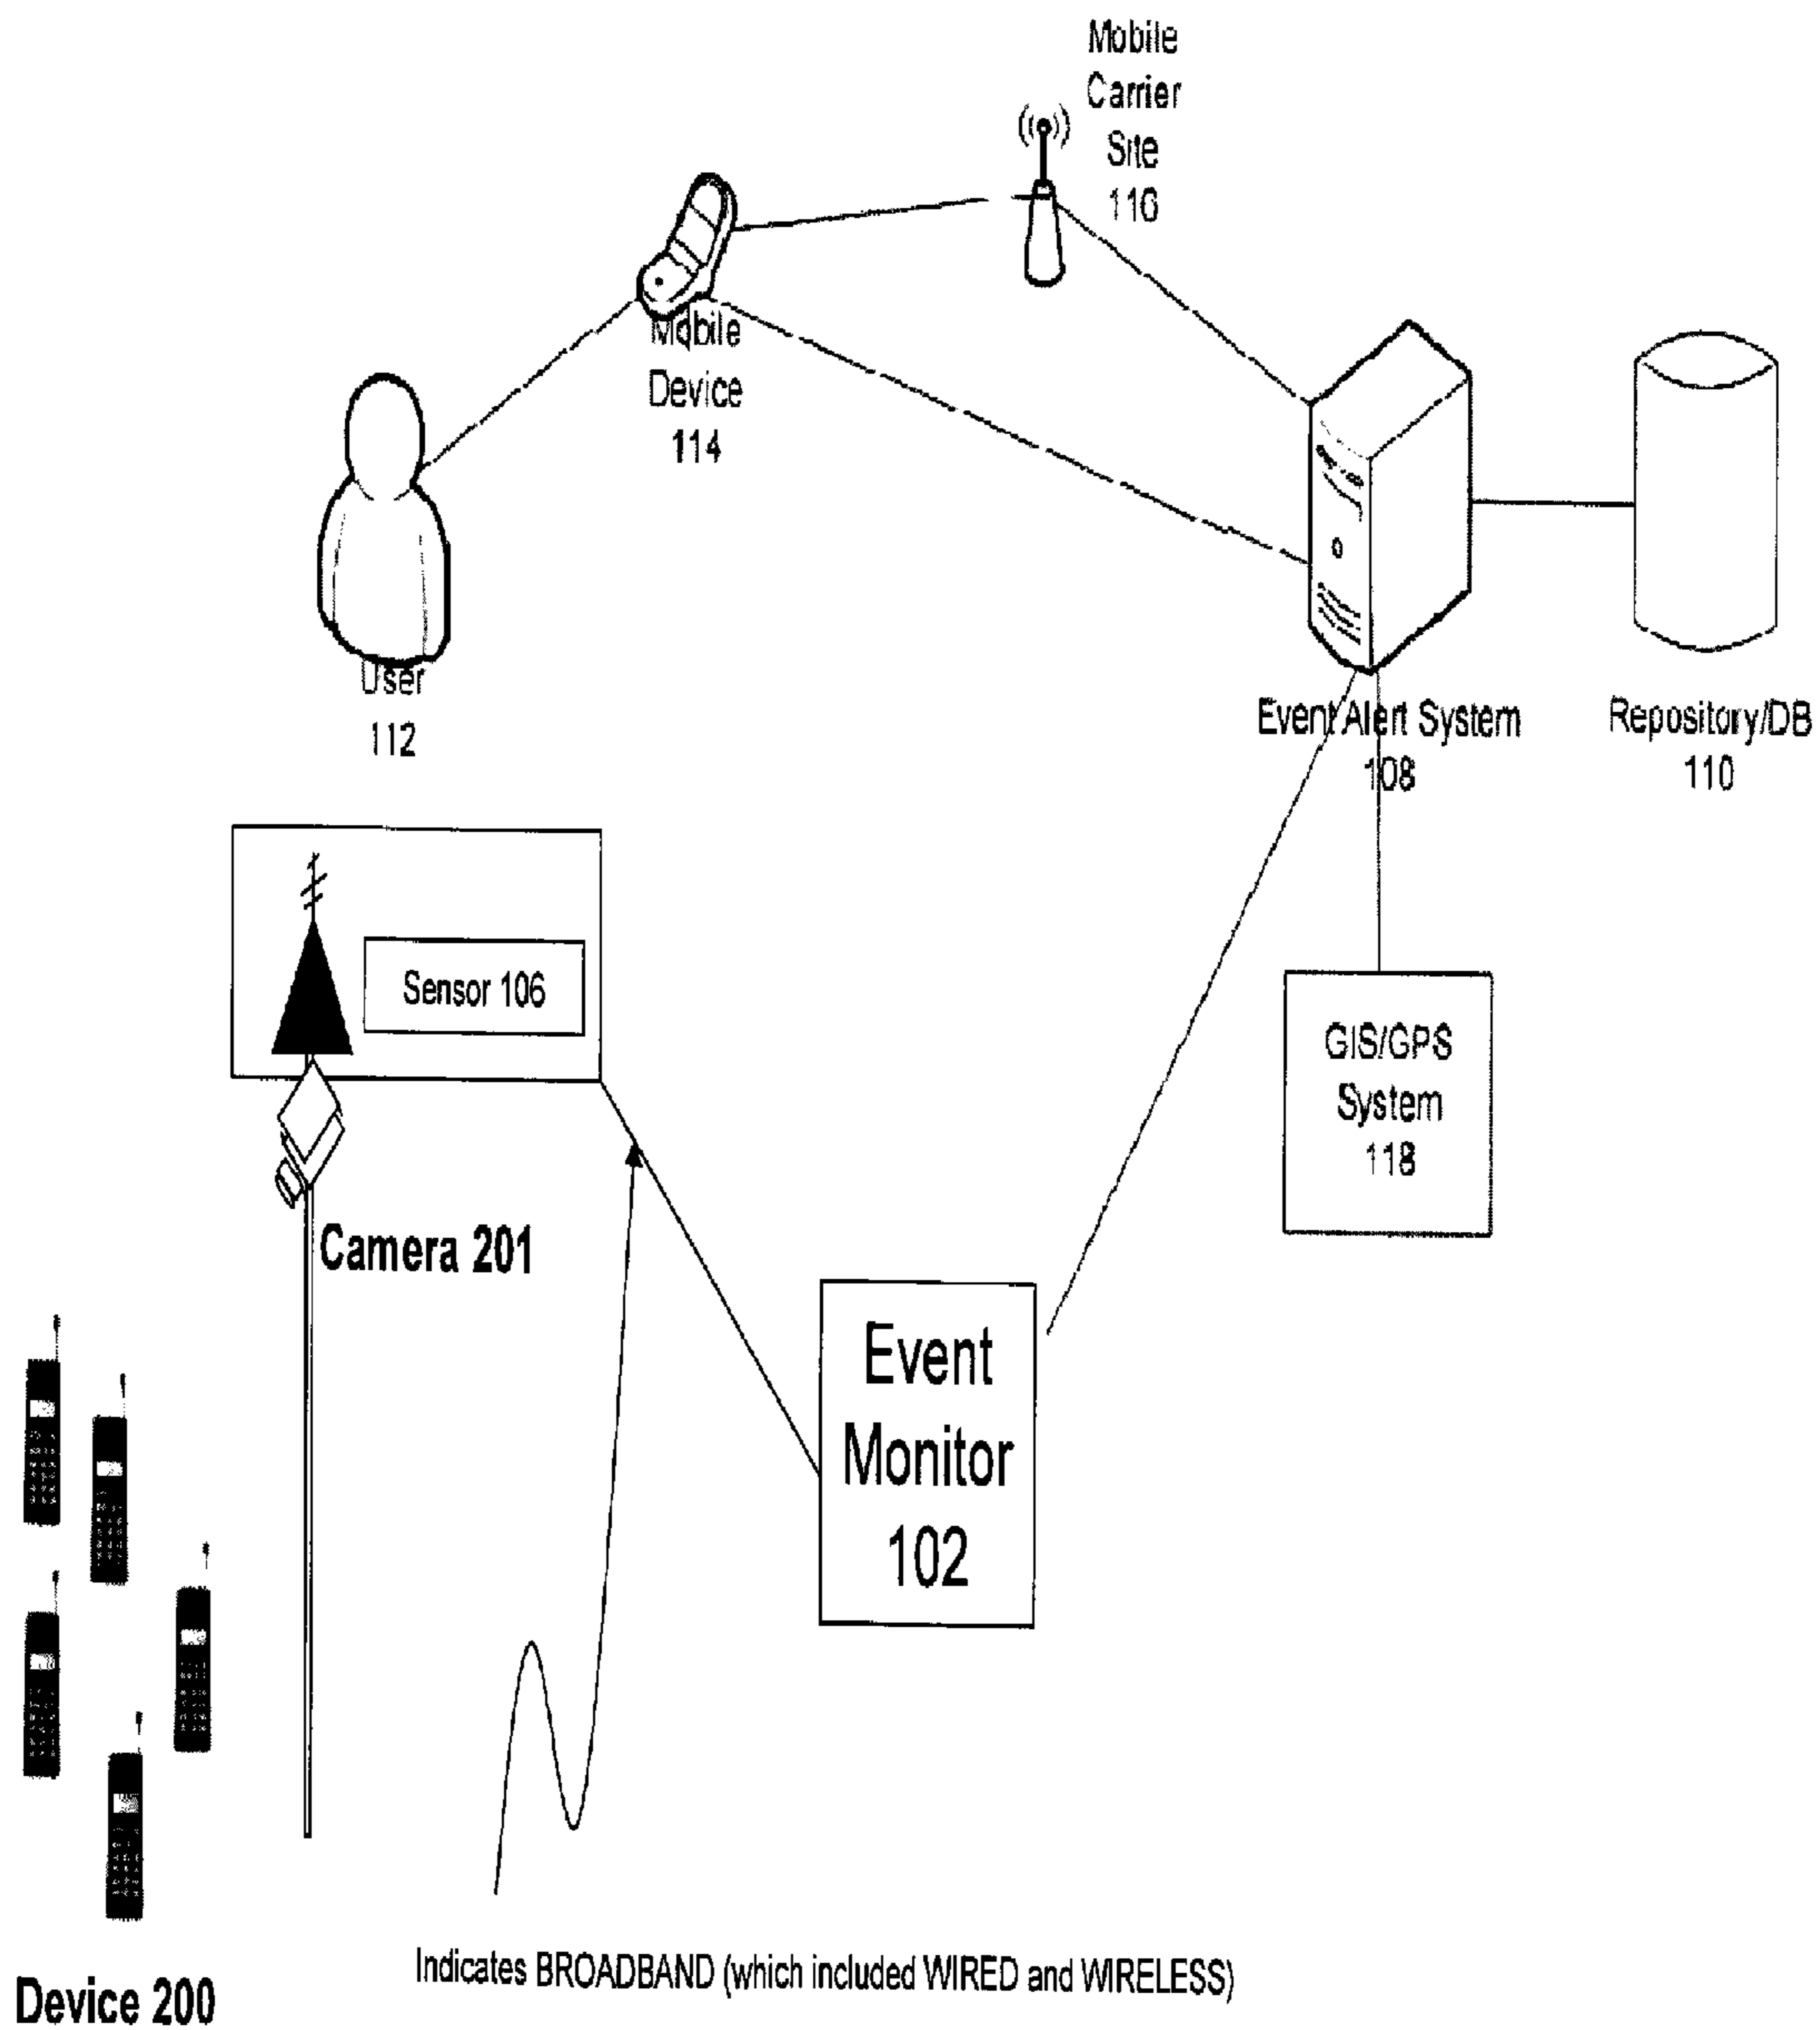 Mobile
Carrier
Site
116
Mobile
Device
114
User
112
Event Alert System
108
Repository/DB
110
Sensor 106
GIS/GPS
System
118
Camera 201
Event
Monitor
102
Indicates BROADBAND (which included WIRED and WIRELESS)
Device 200